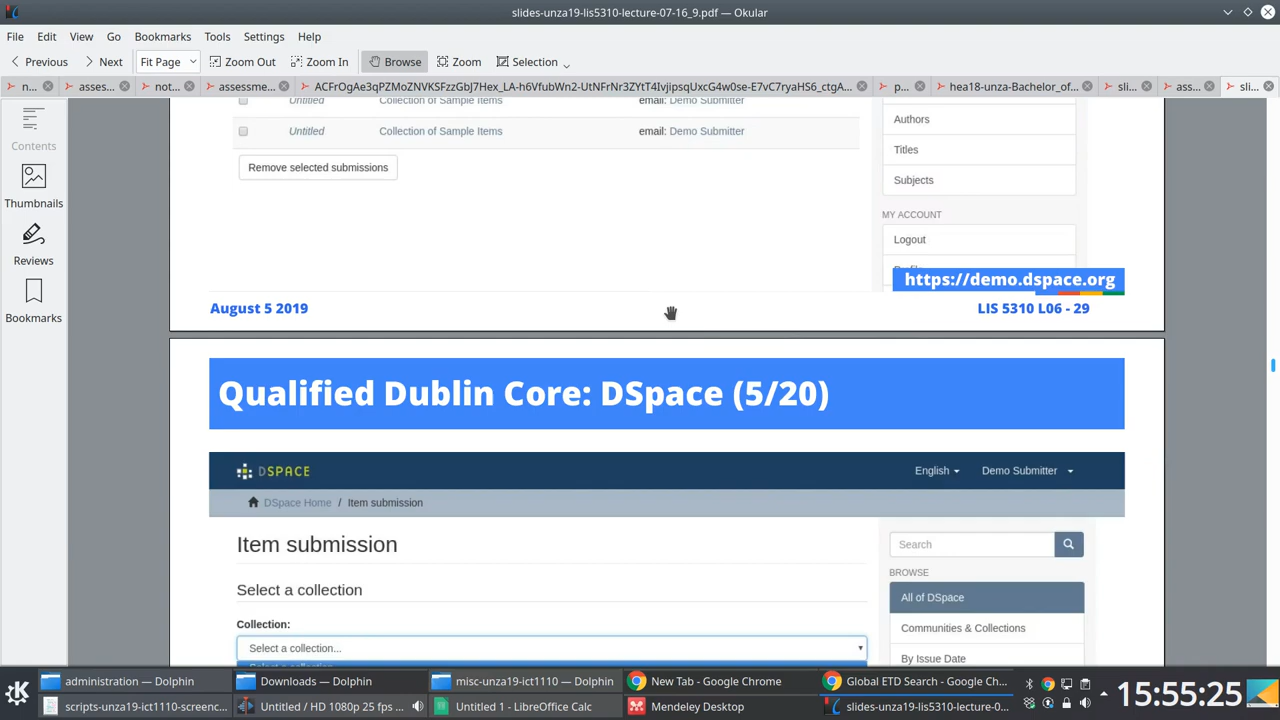 slides-unza19-lis5310-lecture-07-16_9.pdf — Okular
File Edit View Go Bookmarks Tools Settings Help
Previous Next Fit Page Zoom Out Zoom In Browse Zoom Selection
n... asses... not... assessme... ACFrOgAe3qPZMoZNVKSFzzGbJ7Hex_LA-h6VfubW2-UtNFrNr3ZYtT4IvjipsqUxcG4w0se-E7vC7ryaHS6_ctgA... p... hea18-unza-Bachelor_of... sli... ass... sli...
Contents
Thumbnails
Reviews
Bookmarks
Untitled Collection of Sample Items email: Demo Submitter
Untitled Collection of Sample Items email: Demo Submitter
Remove selected submissions
Authors
Titles
Subjects
MY ACCOUNT
Logout
https://demo.dspace.org
August 5 2019 LIS 5310 L06 - 29
Qualified Dublin Core: DSpace (5/20)
DSPACE English Demo Submitter
DSpace Home / Item submission
Item submission
Select a collection
Collection:
Select a collection...
Search
BROWSE
All of DSpace
Communities & Collections
By Issue Date
administration — Dolphin Downloads — Dolphin misc-unza19-ict1110 — Dolphin New Tab - Google Chrome Global ETD Search - Google Ch...
scripts-unza19-ict1110-screenc... Untitled / HD 1080p 25 fps ... Untitled 1 - LibreOffice Calc Mendeley Desktop slides-unza19-lis5310-lecture-0...
15:55:25